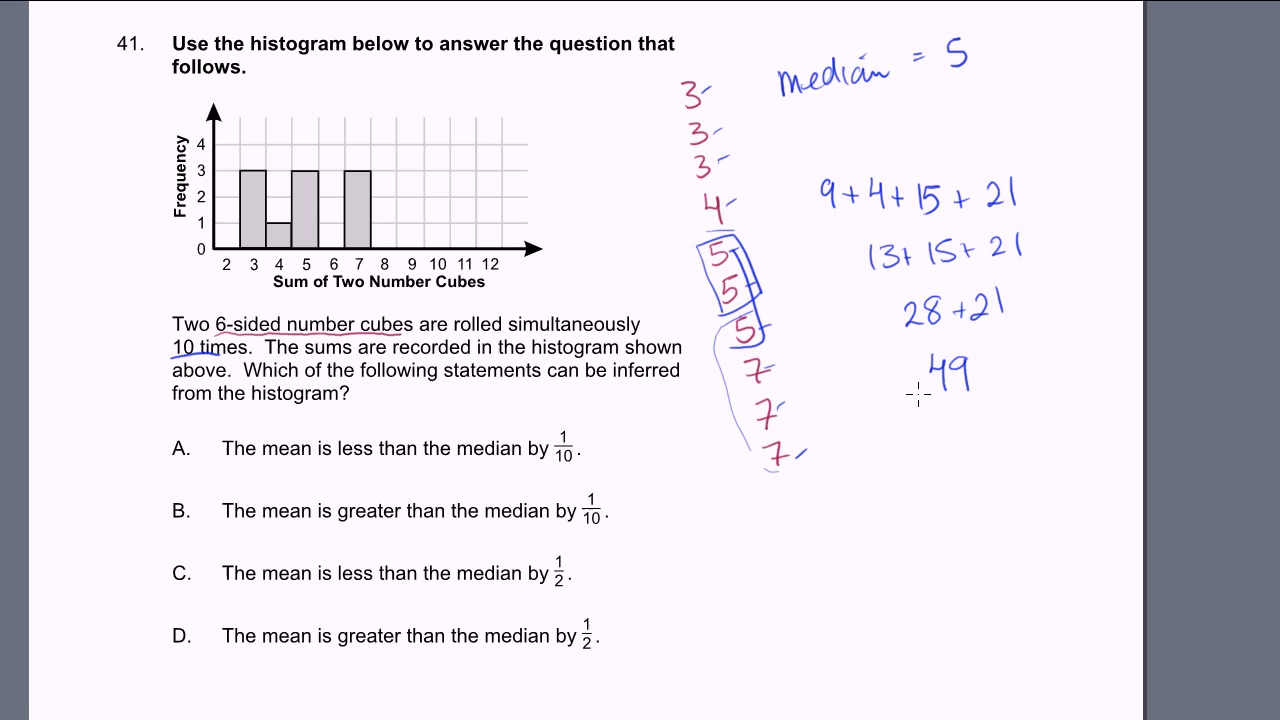 41. Use the histogram below to answer the question that
follows.
Frequency
4
3
2
1
0
2 3 4 5 6 7 8 9 10 11 12
Sum of Two Number Cubes
Two 6-sided number cubes are rolled simultaneously
10 times. The sums are recorded in the histogram shown
above. Which of the following statements can be inferred
from the histogram?
A. The mean is less than the median by 1/10.
B. The mean is greater than the median by 1/10.
C. The mean is less than the median by 1/2.
D. The mean is greater than the median by 1/2.
3
3
3
4
5
5
5
7
7
7
median = 5
9+4+15+21
13+15+21
28+21
49